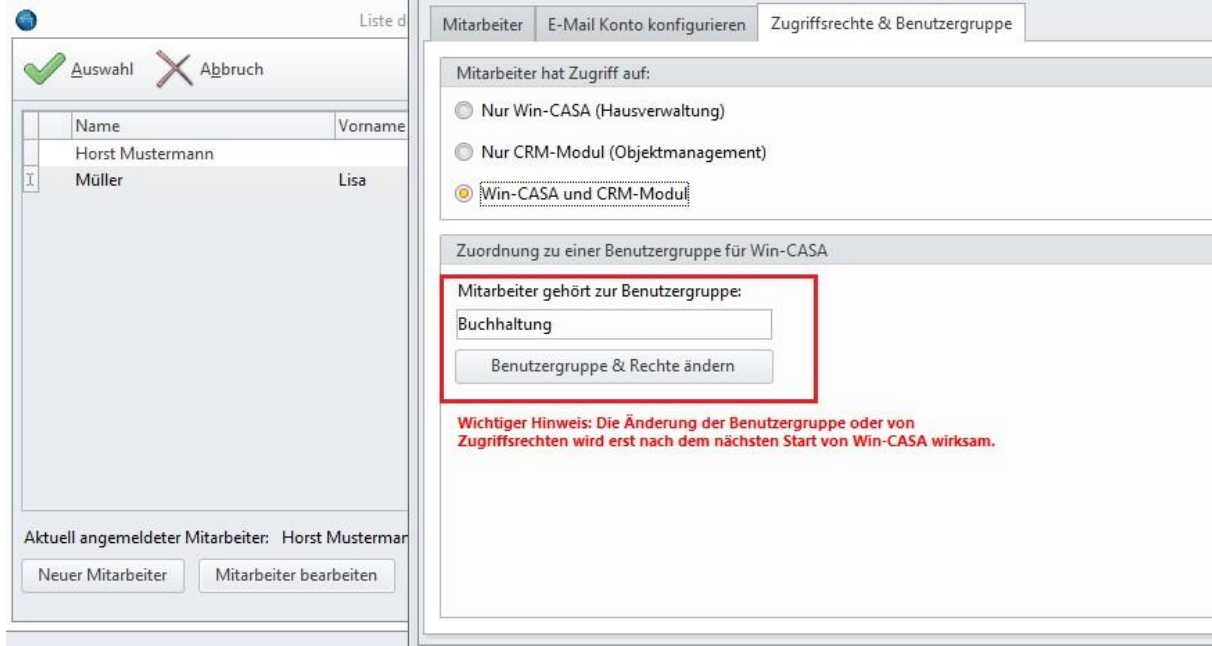 Liste d
Auswahl Abbruch
Name Vorname
Horst Mustermann
Müller Lisa
Aktuell angemeldeter Mitarbeiter: Horst Musterman
Neuer Mitarbeiter Mitarbeiter bearbeiten
Mitarbeiter E-Mail Konto konfigurieren Zugriffsrechte & Benutzergruppe
Mitarbeiter hat Zugriff auf:
Nur Win-CASA (Hausverwaltung)
Nur CRM-Modul (Objektmanagement)
Win-CASA und CRM-Modul
Zuordnung zu einer Benutzergruppe für Win-CASA
Mitarbeiter gehört zur Benutzergruppe:
Buchhaltung
Benutzergruppe & Rechte ändern
Wichtiger Hinweis: Die Änderung der Benutzergruppe oder von
Zugriffsrechten wird erst nach dem nächsten Start von Win-CASA wirksam.